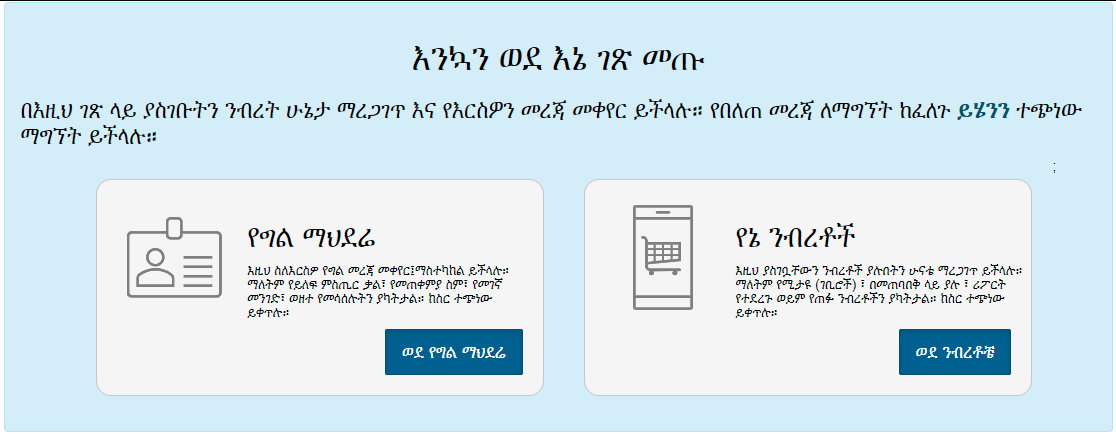 እንኳን ወደ እኔ ገጽ መጡ
በእዚህ ገጽ ላይ ያስገቡትን ንብረት ሁኔታ ማረጋገጥ እና የእርስዎን መረጃ መቀየር ይችላሉ። የበለጠ መረጃ ለማግኘት ከፈለጉ ይሄንን ተጭነው
ማግኘት ይችላሉ።
;
የግል ማህደሬ
እዚህ ስለእርስዎ የግል መረጃ መቀየር፤ማስተካከል ይችላሉ።
ማለትም የይለፍ ምስጢር ቃል፣ የመጠቀምያ ስም፣ የመገኛ
መንገድ፣ ወዘተ የመሳሰሉትን ያካትታል። ከስር ተጭነው
ይቀጥሉ።
ወደ የግል ማህደሬ
የኔ ንብረቶች
እዚህ ያስገቧቸውን ንብረቶች ያሉበትን ሁናቴ ማረጋገጥ ይችላሉ።
ማለትም የሚታዩ (ገቢሮች) ፣ በመጠባበቅ ላይ ያሉ ፣ ሪፖርት
የተደረጉ ወይም የጠፉ ንብረቶችን ያካትታል። ከስር ተጭነው
ይቀጥሉ።
ወደ ንብረቶቼ